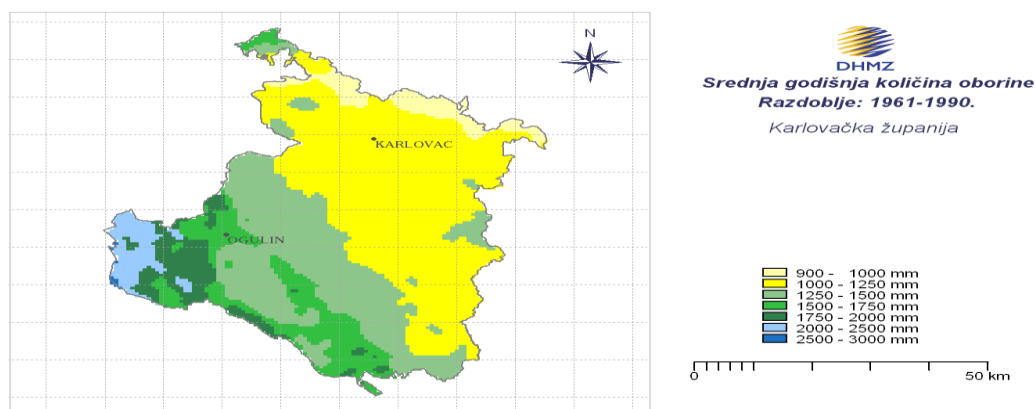 N
KARLOVAC
OGULIN
DHMZ
Srednja godišnja količina oborine
Razdoblje: 1961-1990.
Karlovačka županija
900 - 1000 mm
1000 - 1250 mm
1250 - 1500 mm
1500 - 1750 mm
1750 - 2000 mm
2000 - 2500 mm
2500 - 3000 mm
0 50 km